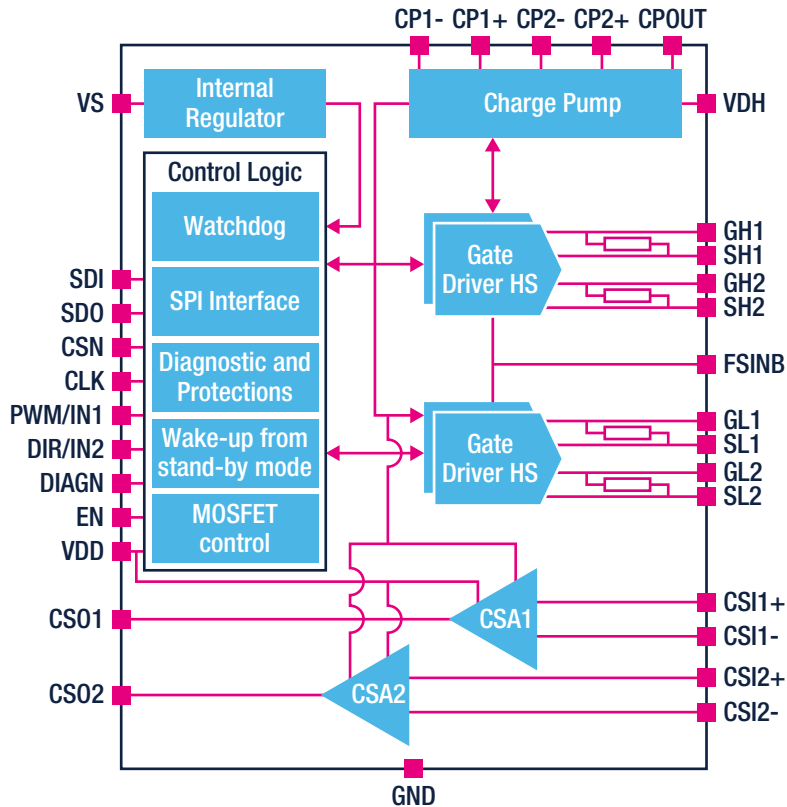 CP1- CP1+ CP2- CP2+ CPOUT
VS
Internal
Regulator
Charge Pump
VDH
Control Logic
Watchdog
SPI Interface
Diagnostic and
Protections
Wake-up from
stand-by mode
MOSFET
control
SDI
SDO
CSN
CLK
PWM/IN1
DIR/IN2
DIAGN
EN
VDD
CSO1
CSO2
Gate
Driver HS
GH1
SH1
GH2
SH2
FSINB
Gate
Driver HS
GL1
SL1
GL2
SL2
CSA1
CSI1+
CSI1-
CSA2
CSI2+
CSI2-
GND